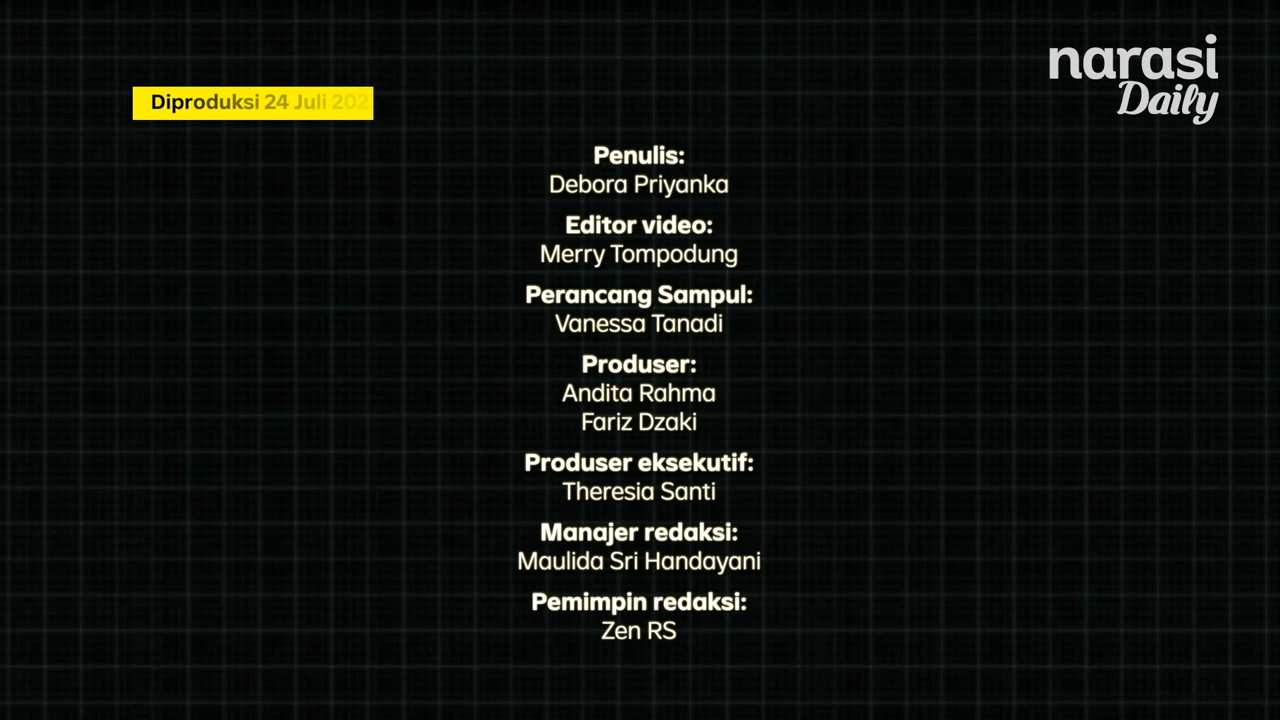 narasi
Daily
Diproduksi 24 Juli 202
Penulis:
Debora Priyanka
Editor video:
Merry Tompodung
Perancang Sampul:
Vanessa Tanadi
Produser:
Andita Rahma
Fariz Dzaki
Produser eksekutif:
Theresia Santi
Manajer redaksi:
Maulida Sri Handayani
Pemimpin redaksi:
Zen RS